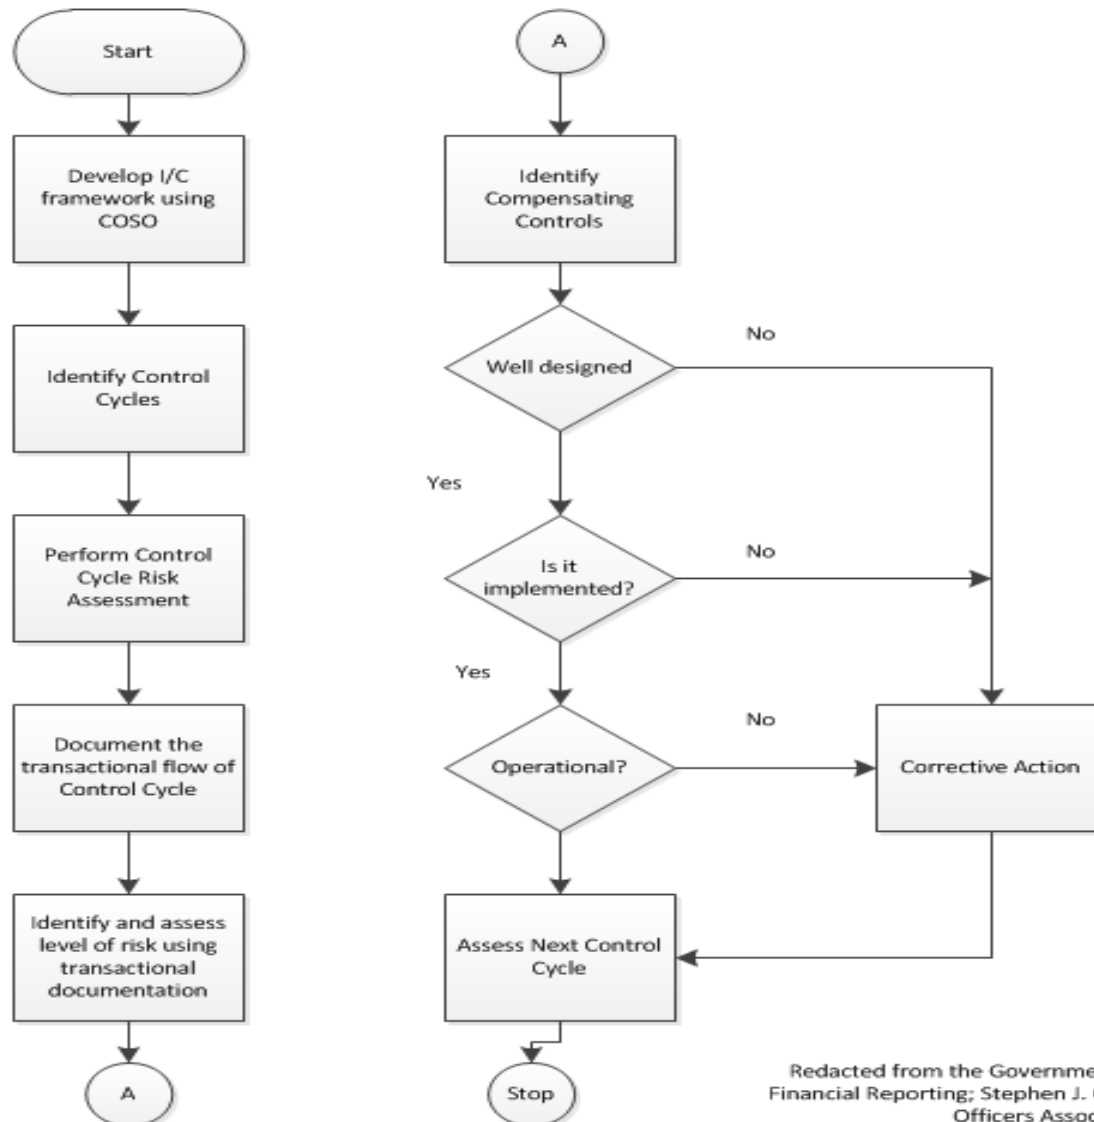 Start
Develop I/C
framework using
COSO
Identify Control
Cycles
Perform Control
Cycle Risk
Assessment
Document the
transactional flow of
Control Cycle
Identify and assess
level of risk using
transactional
documentation
A
A
Identify
Compensating
Controls
Well designed
No
Yes
Is it
implemented?
No
Yes
Operational?
No
Corrective Action
Assess Next Control
Cycle
Stop
Redacted from the
Financial Reporting; Stephen J.
Officers